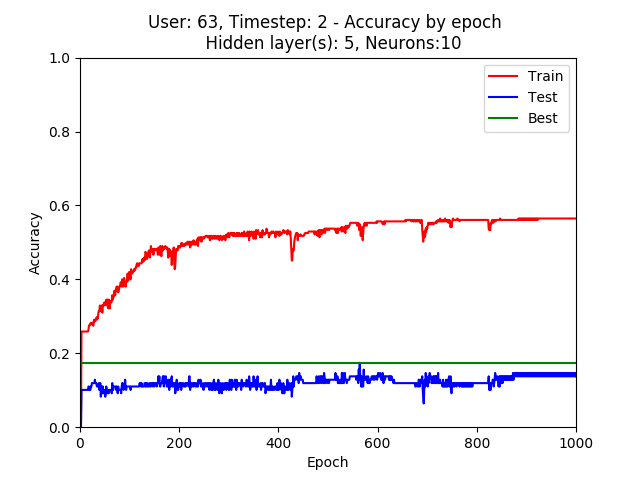 User: 63, Timestep: 2 - Accuracy by epoch
Hidden layer(s): 5, Neurons:10
1.0
0.8
0.6
0.4
0.2
0.0
Accuracy
Train
Test
Best
0 200 400 600 800 1000
Epoch